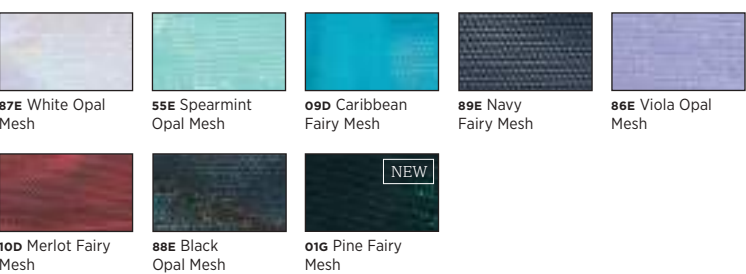 87E White Opal
Mesh
55E Spearmint
Opal Mesh
09D Caribbean
Fairy Mesh
89E Navy
Fairy Mesh
86E Viola Opal
Mesh
NEW
10D Merlot Fairy
Mesh
88E Black
Opal Mesh
01G Pine Fairy
Mesh